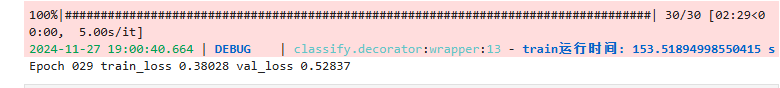 100%|##########################################################################| 30/30 [02:29<0
0:00,  5.00s/it]
2024-11-27 19:00:40.664 | DEBUG    | classify.decorator:wrapper:13 - train运行时间: 153.51894998550415 s
Epoch 029 train_loss 0.38028 val_loss 0.52837